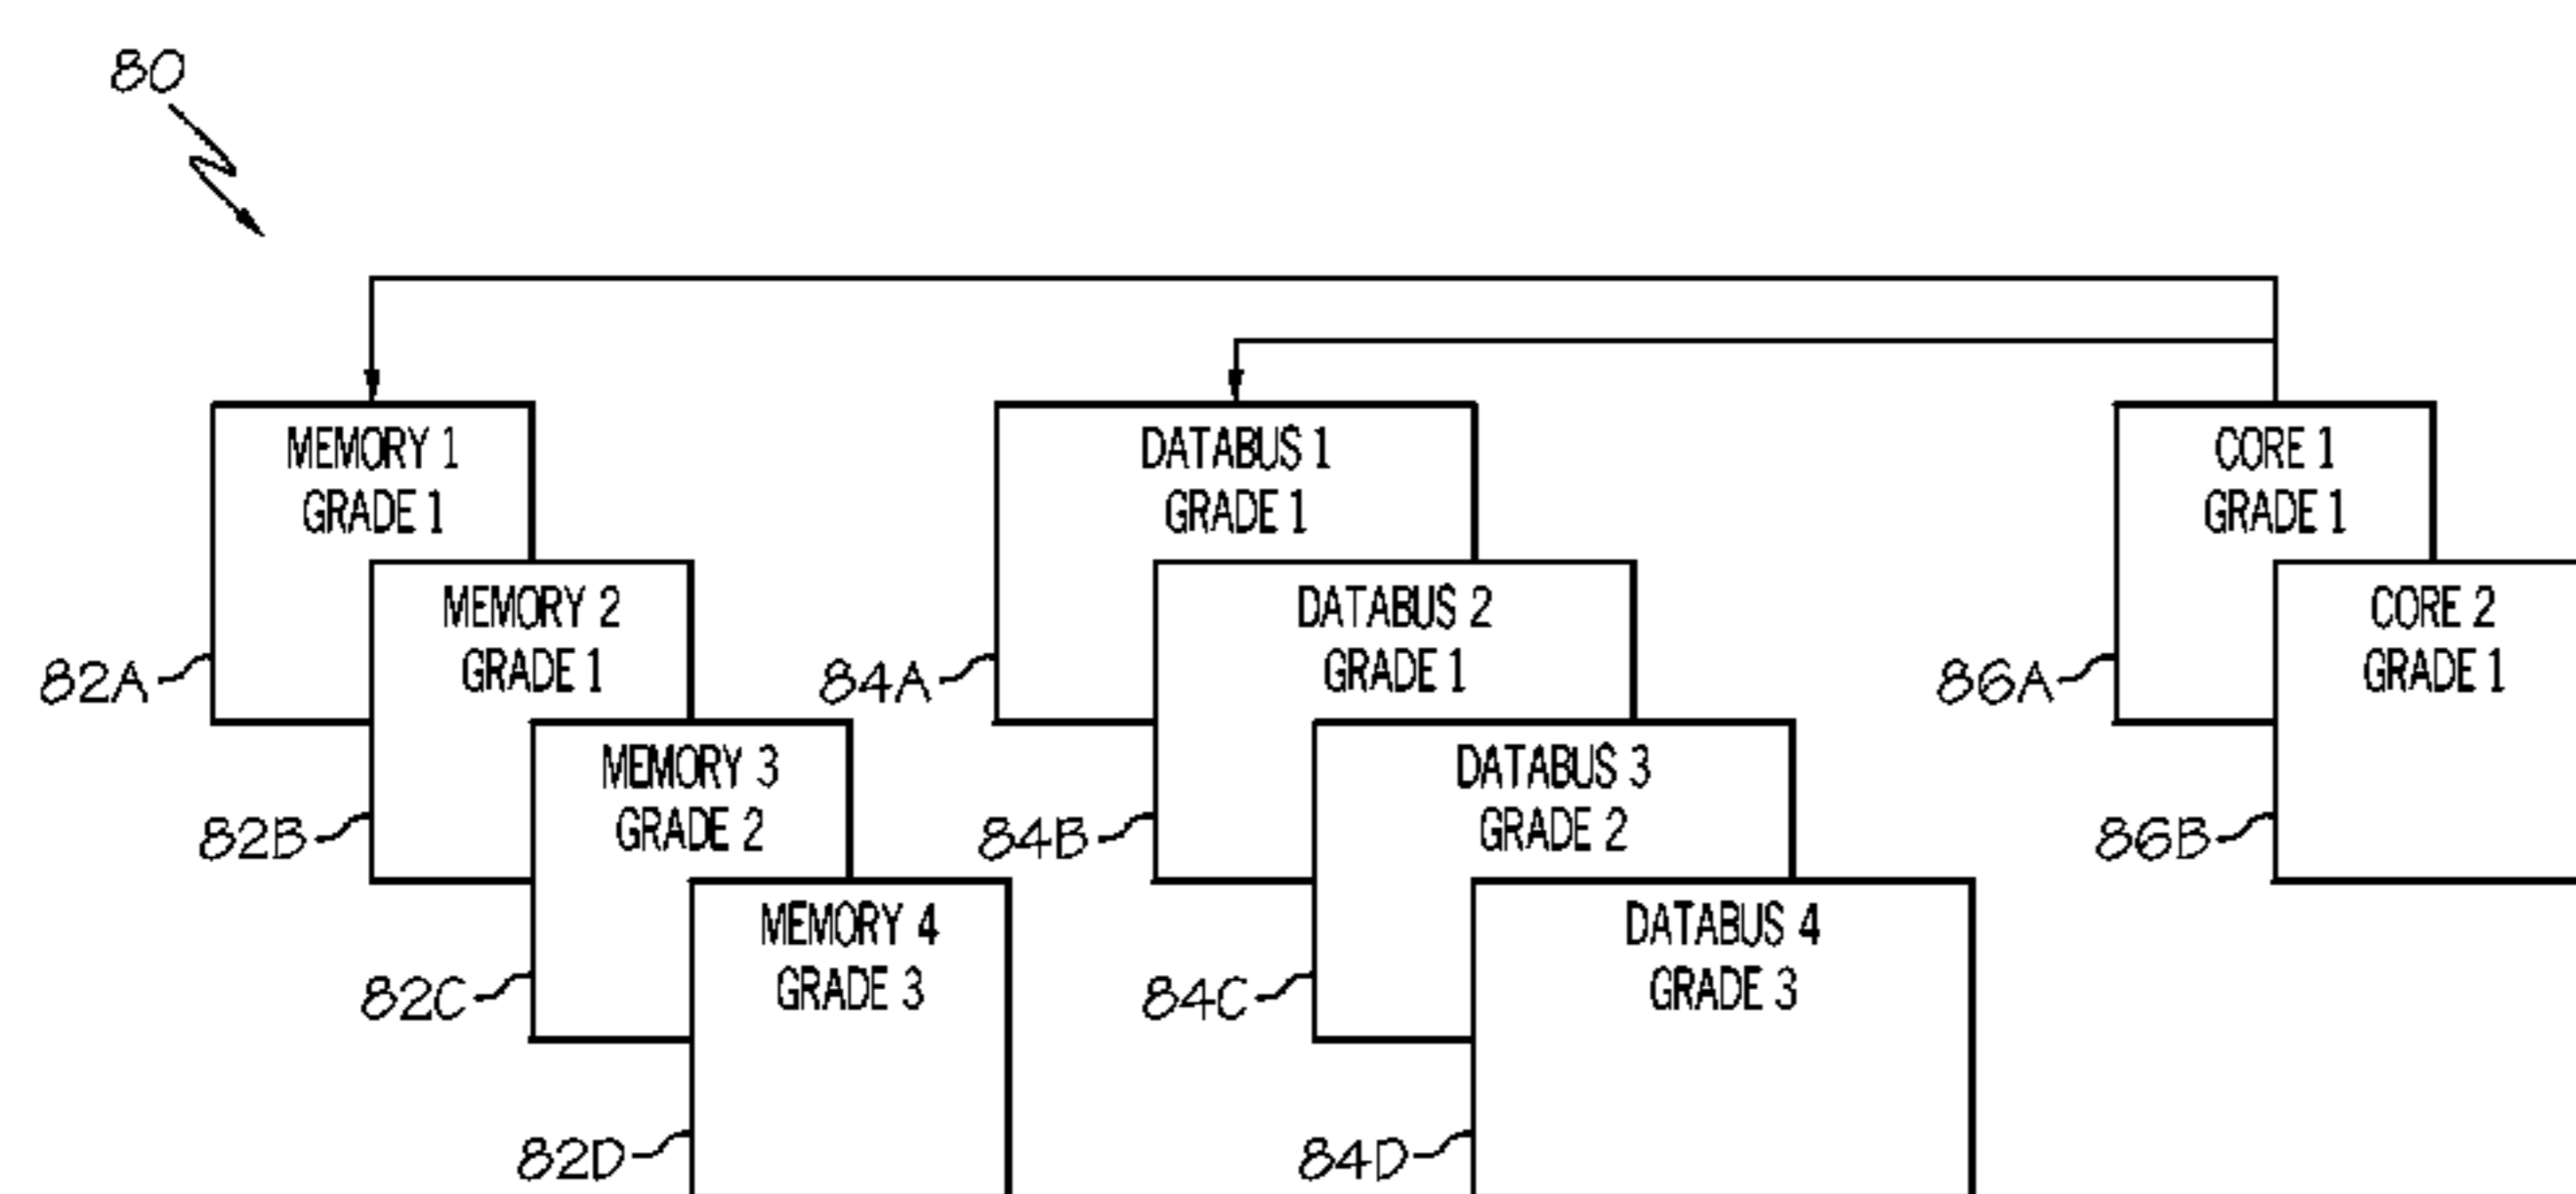 80
MEMORY 1
GRADE 1
DATABUS 1
GRADE 1
CORE 1
GRADE 1
MEMORY 2
GRADE 1
DATABUS 2
GRADE 1
CORE 2
GRADE 1
82A
84A
86A
MEMORY 3
GRADE 2
DATABUS 3
GRADE 2
82B
84B
86B
MEMORY 4
GRADE 3
DATABUS 4
GRADE 3
82C
84C
82D
84D